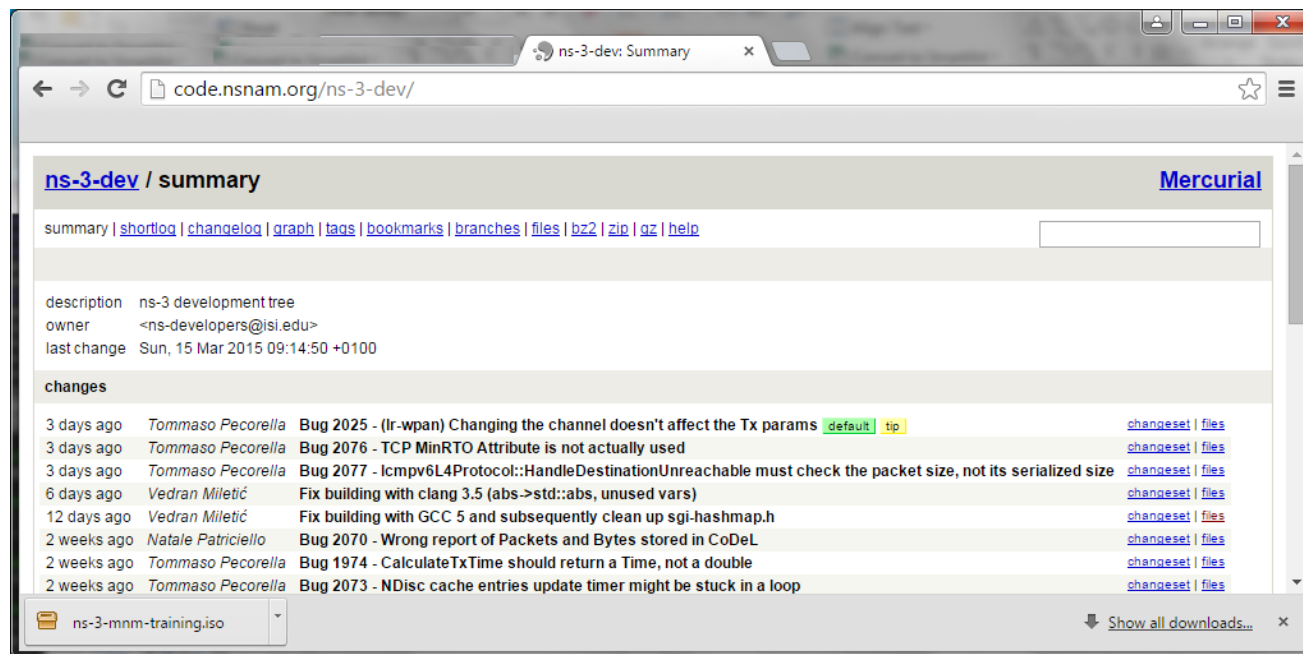 ns-3-dev: Summary
code.nsnam.org/ns-3-dev/
ns-3-dev / summary Mercurial
summary | shortlog | changelog | graph | tags | bookmarks | branches | files | bz2 | zip | gz | help
description ns-3 development tree
owner <ns-developers@isi.edu>
last change Sun, 15 Mar 2015 09:14:50 +0100
changes
3 days ago Tommaso Pecorella Bug 2025 - (lr-wpan) Changing the channel doesn't affect the Tx params default tip changeset | files
3 days ago Tommaso Pecorella Bug 2076 - TCP MinRTO Attribute is not actually used changeset | files
3 days ago Tommaso Pecorella Bug 2077 - Icmpv6L4Protocol::HandleDestinationUnreachable must check the packet size, not its serialized size changeset | files
6 days ago Vedran Miletić Fix building with clang 3.5 (abs->std::abs, unused vars) changeset | files
12 days ago Vedran Miletić Fix building with GCC 5 and subsequently clean up sgi-hashmap.h changeset | files
2 weeks ago Natale Patriciello Bug 2070 - Wrong report of Packets and Bytes stored in CoDeL changeset | files
2 weeks ago Tommaso Pecorella Bug 1974 - CalculateTxTime should return a Time, not a double changeset | files
2 weeks ago Tommaso Pecorella Bug 2073 - NDisc cache entries update timer might be stuck in a loop changeset | files
ns-3-mnm-training.iso Show all downloads...